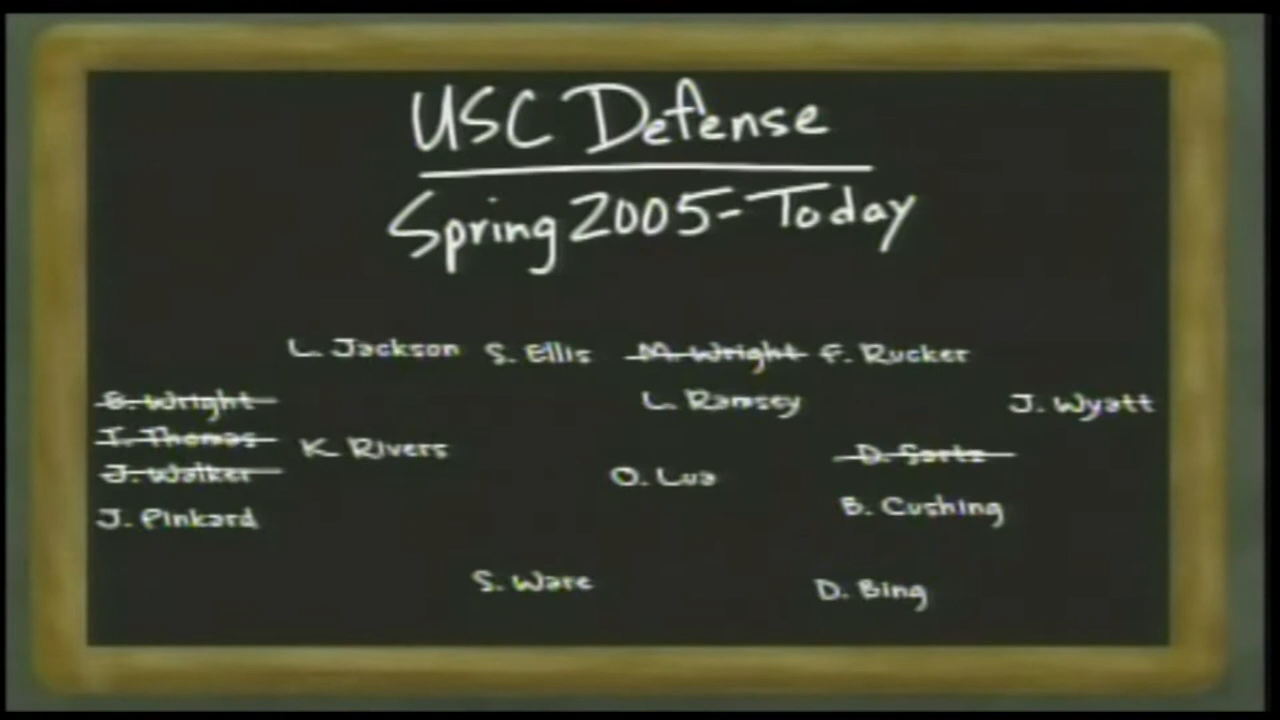 USC Defense
Spring 2005-Today
L. Jackson S. Ellis M. Wright F. Rucker
E. Wright L. Ramsey J. Wyatt
T. Thomas K. Rivers D. Sartz
J. Walker O. Lua
J. Pinkard B. Cushing
S. Ware D. Bing